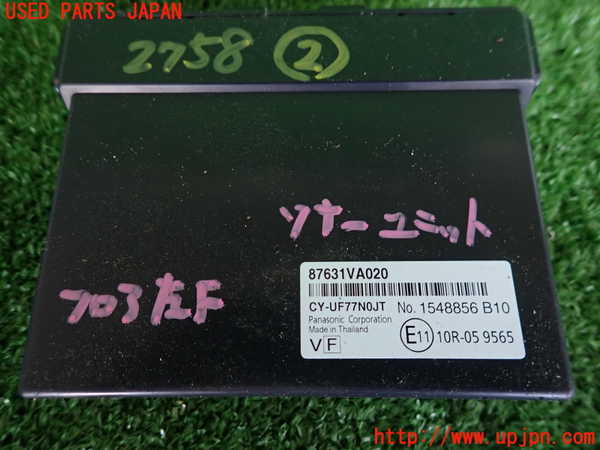 USED PARTS JAPAN
2758 ②
ソナーユニット
フロア左F
87631VA020
CY-UF77N0JT No. 1548856 B10
Panasonic Corporation
Made in Thailand
V F
E11 10R-05 9565
http://www.upjpn.com/